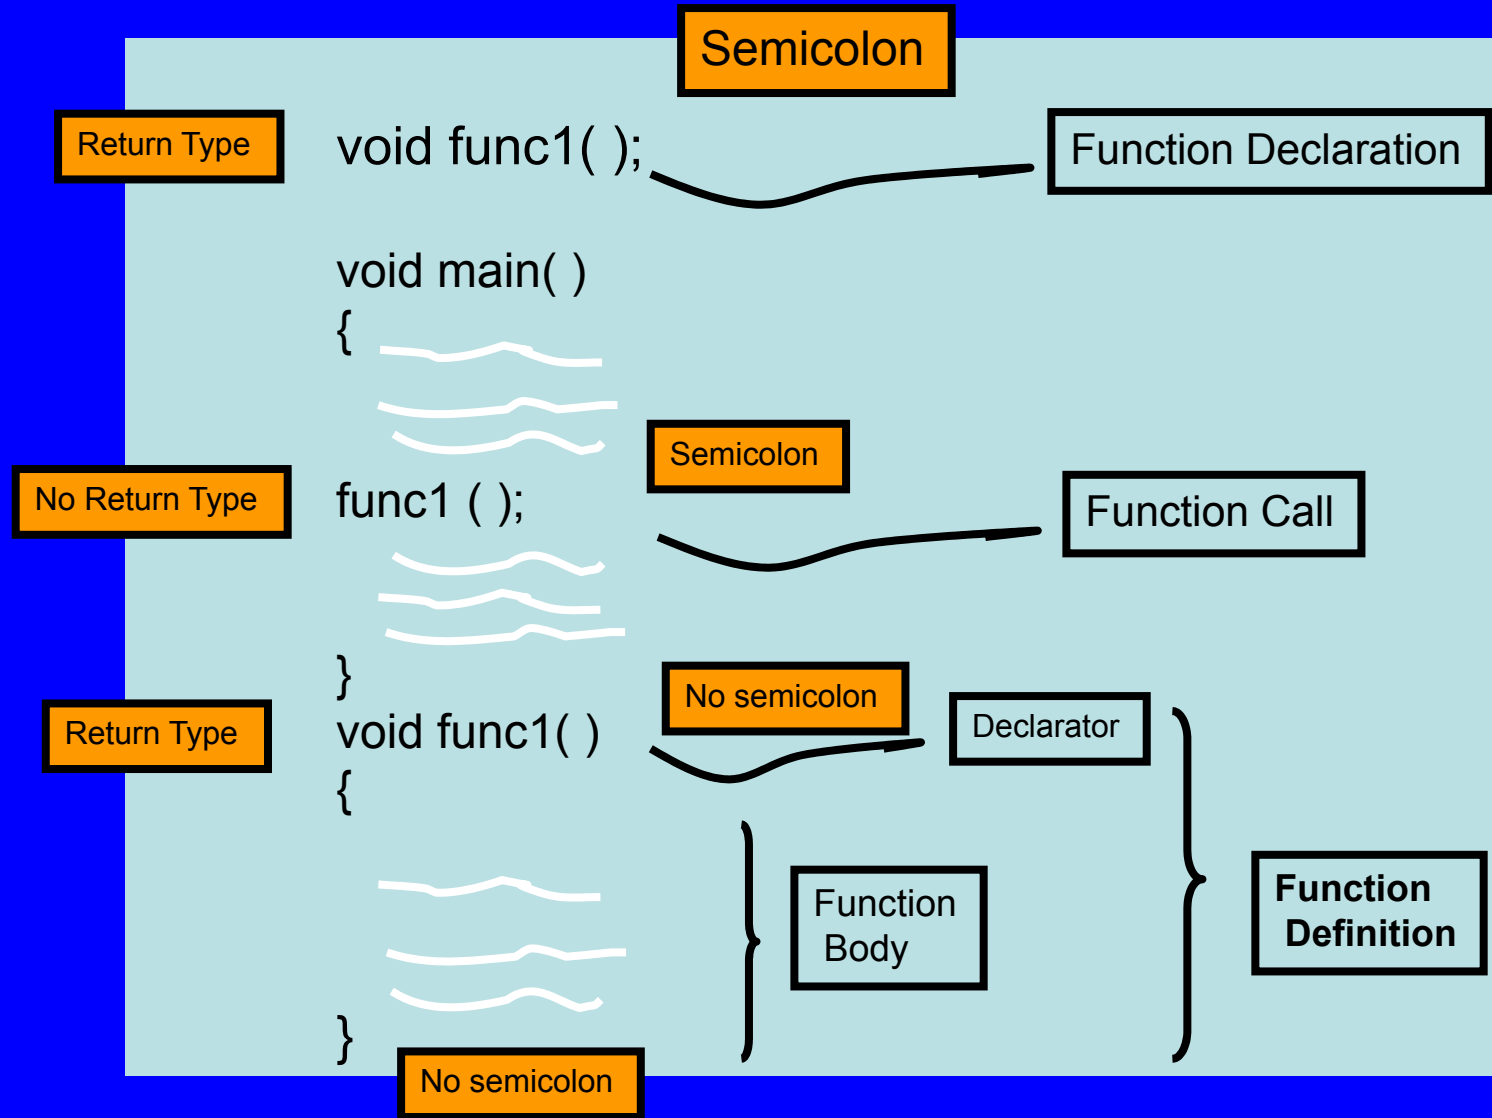 Semicolon
Return Type
void func1( );
Function Declaration
void main( )
{
Semicolon
No Return Type
func1 ( );
Function Call
}
No semicolon
Return Type
void func1( )
Declarator
{
Function
Body
Function
Definition
}
No semicolon